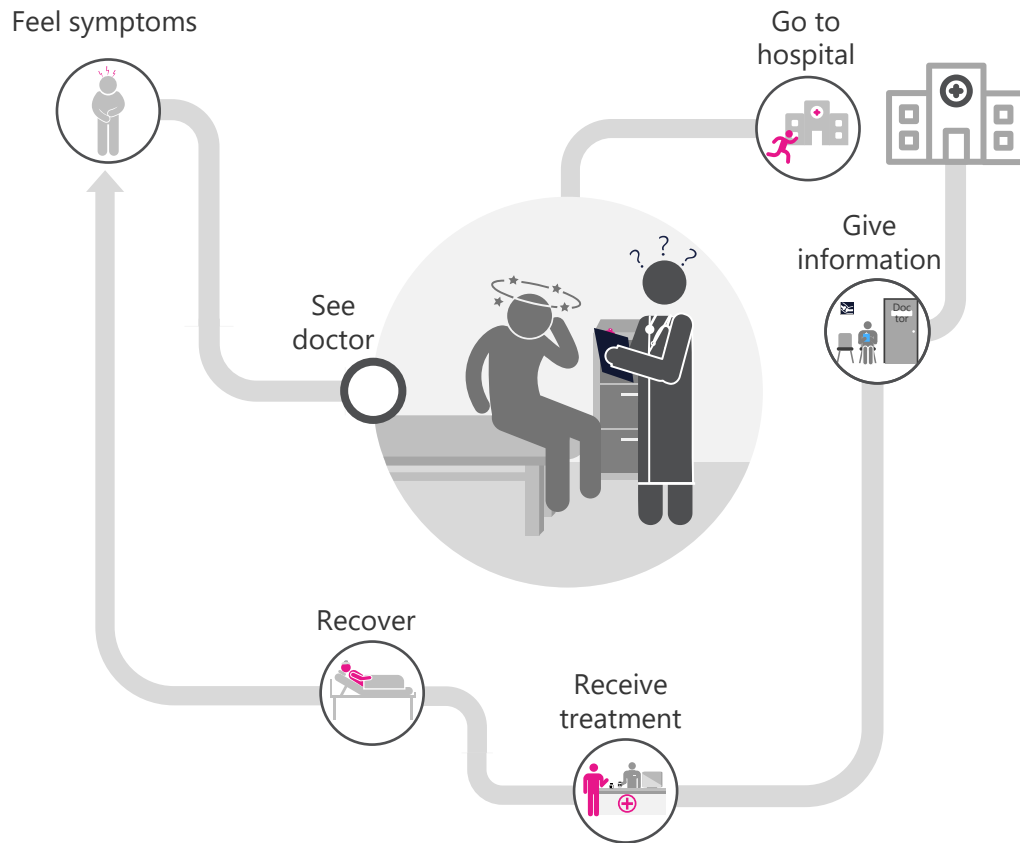 Feel symptoms
Go to
hospital
Give
information
Doc
tor
See
doctor
?
?
?
Recover
Receive
treatment